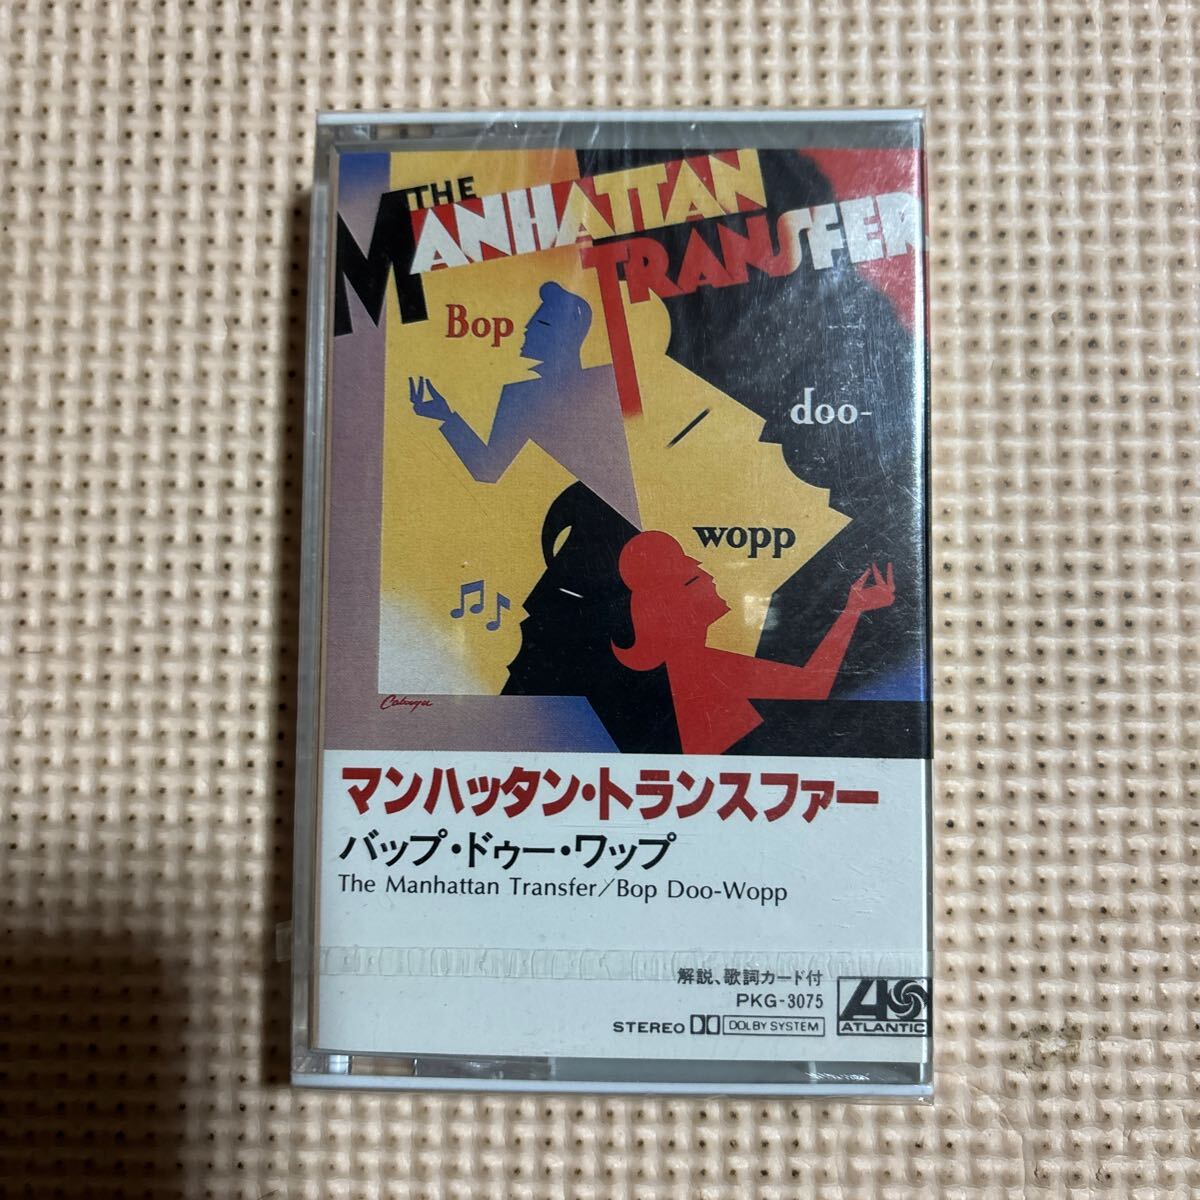 THE
MANHATTAN
TRANSFER
Bop
doo-
wopp
マンハッタン・トランスファー
バップ・ドゥー・ワップ
The Manhattan Transfer/Bop Doo-Wopp
解説、歌詞カード付
PKG-3075
STEREO DOLBY SYSTEM
ATLANTIC